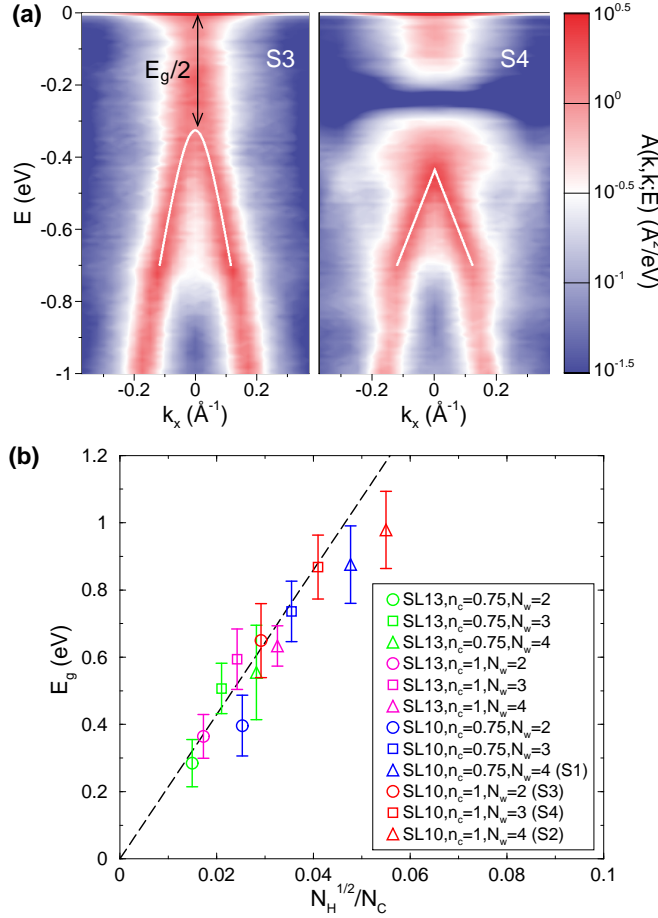 (a)
S3
S4
E_g/2
0
-0.2
-0.4
-0.6
-0.8
-1
E (eV)
-0.2 0 0.2
-0.2 0 0.2
k_x (Å⁻¹)
k_x (Å⁻¹)
10^0.5
10^0
10^-0.5
10^-1
10^-1.5
A(k,k;E) (Å²/eV)
(b)
1.2
1
0.8
0.6
0.4
0.2
0
E_g (eV)
SL13,n_c=0.75,N_w=2
SL13,n_c=0.75,N_w=3
SL13,n_c=0.75,N_w=4
SL13,n_c=1,N_w=2
SL13,n_c=1,N_w=3
SL13,n_c=1,N_w=4
SL10,n_c=0.75,N_w=2
SL10,n_c=0.75,N_w=3
SL10,n_c=0.75,N_w=4 (S1)
SL10,n_c=1,N_w=2 (S3)
SL10,n_c=1,N_w=3 (S4)
SL10,n_c=1,N_w=4 (S2)
0 0.02 0.04 0.06 0.08 0.1
N_H^1/2/N_C